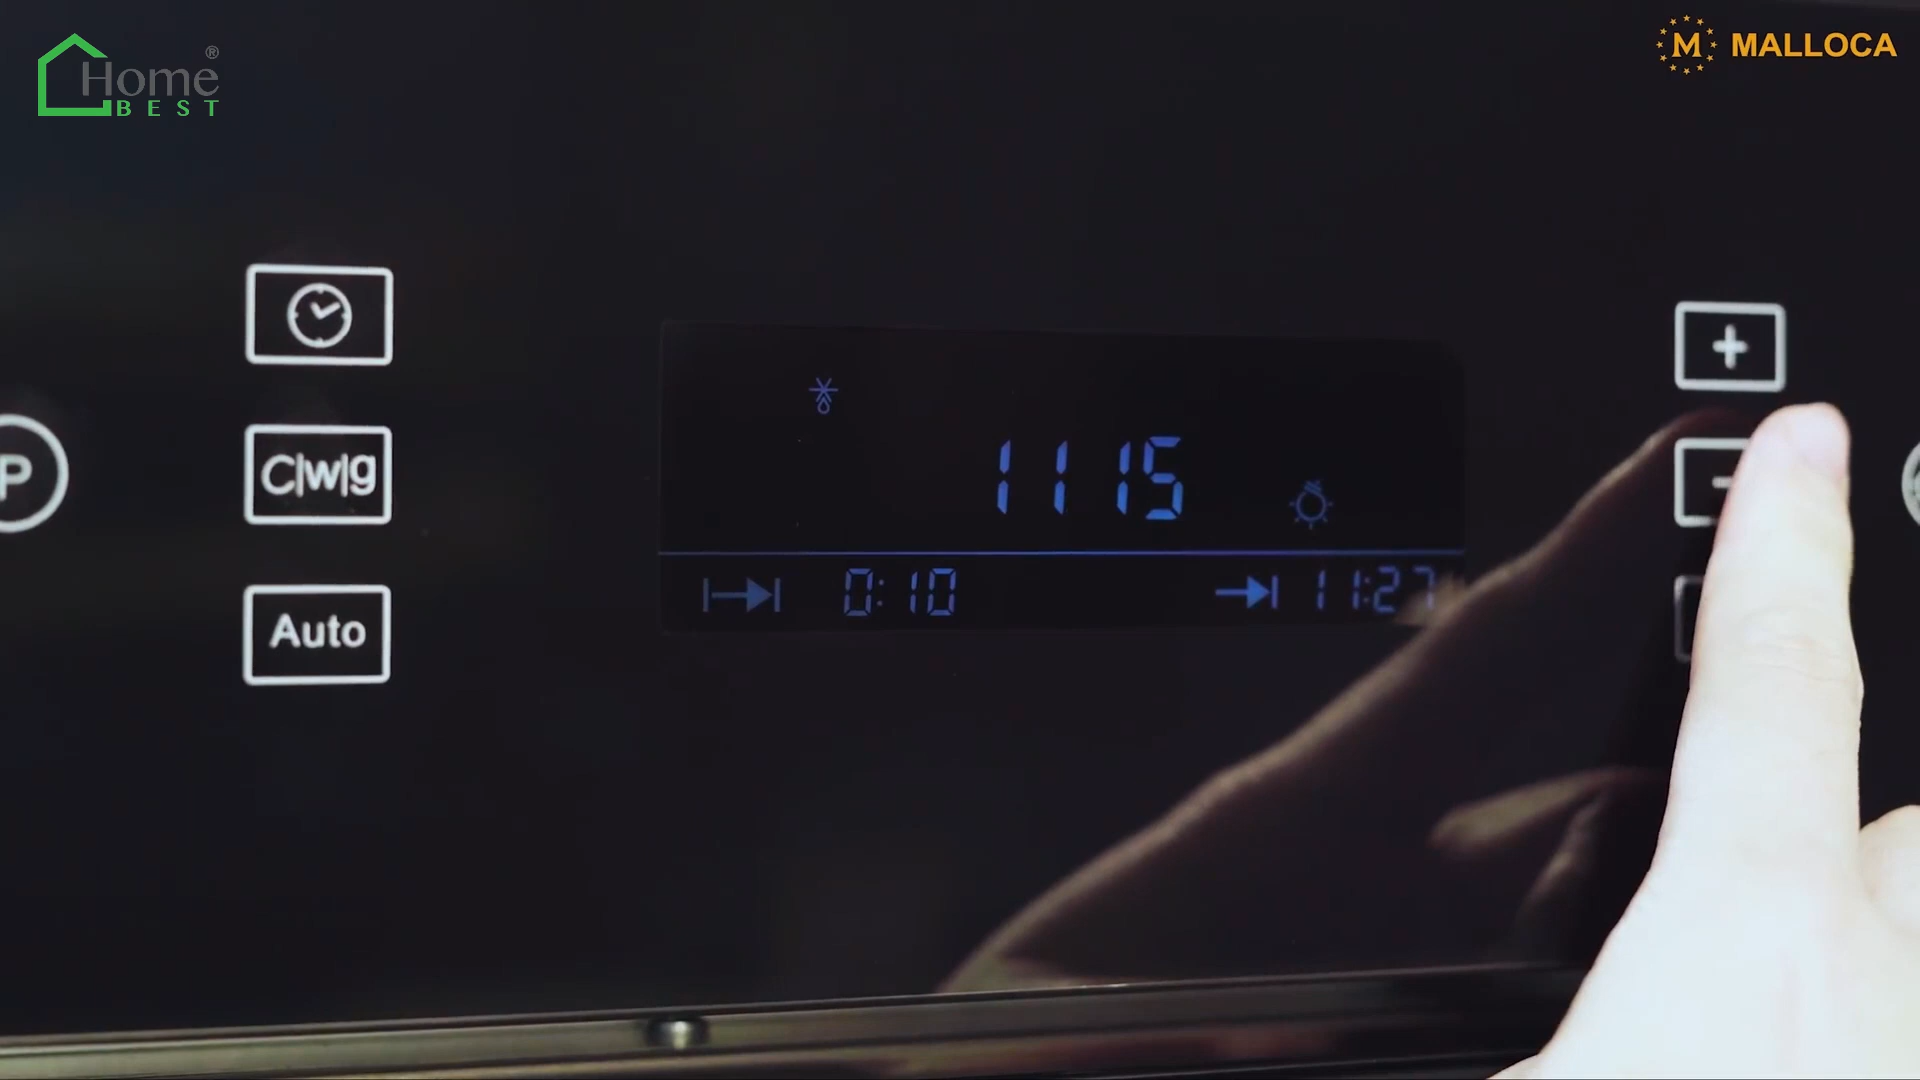 Home®
BEST
M MALLOCA
P
C|w|g
Auto
1115
0:10
11:27
+
-